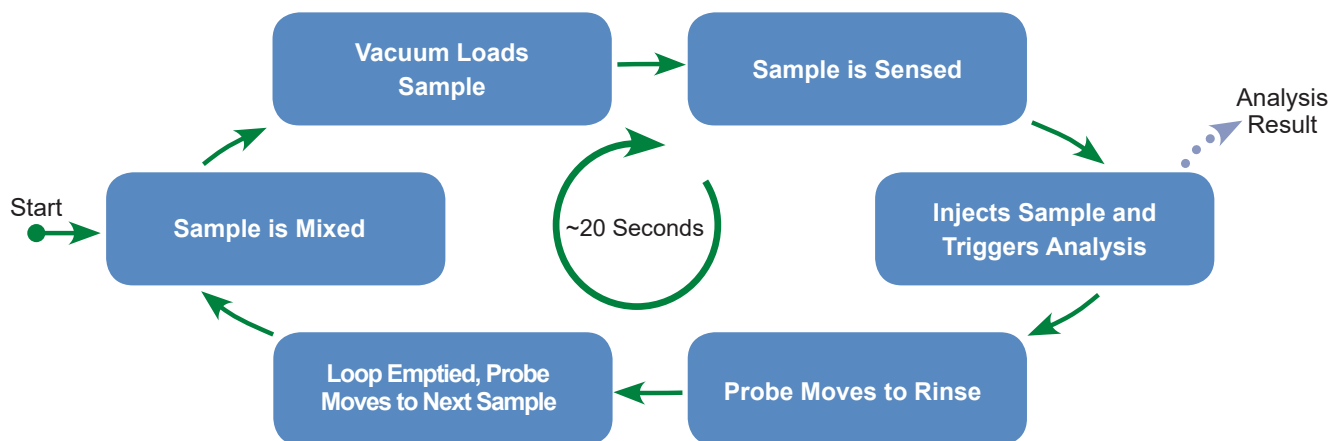 Start
Sample is Mixed
Vacuum Loads
Sample
Sample is Sensed
Analysis
Result
Injects Sample and
Triggers Analysis
Probe Moves to Rinse
Loop Emptied, Probe
Moves to Next Sample
~20 Seconds